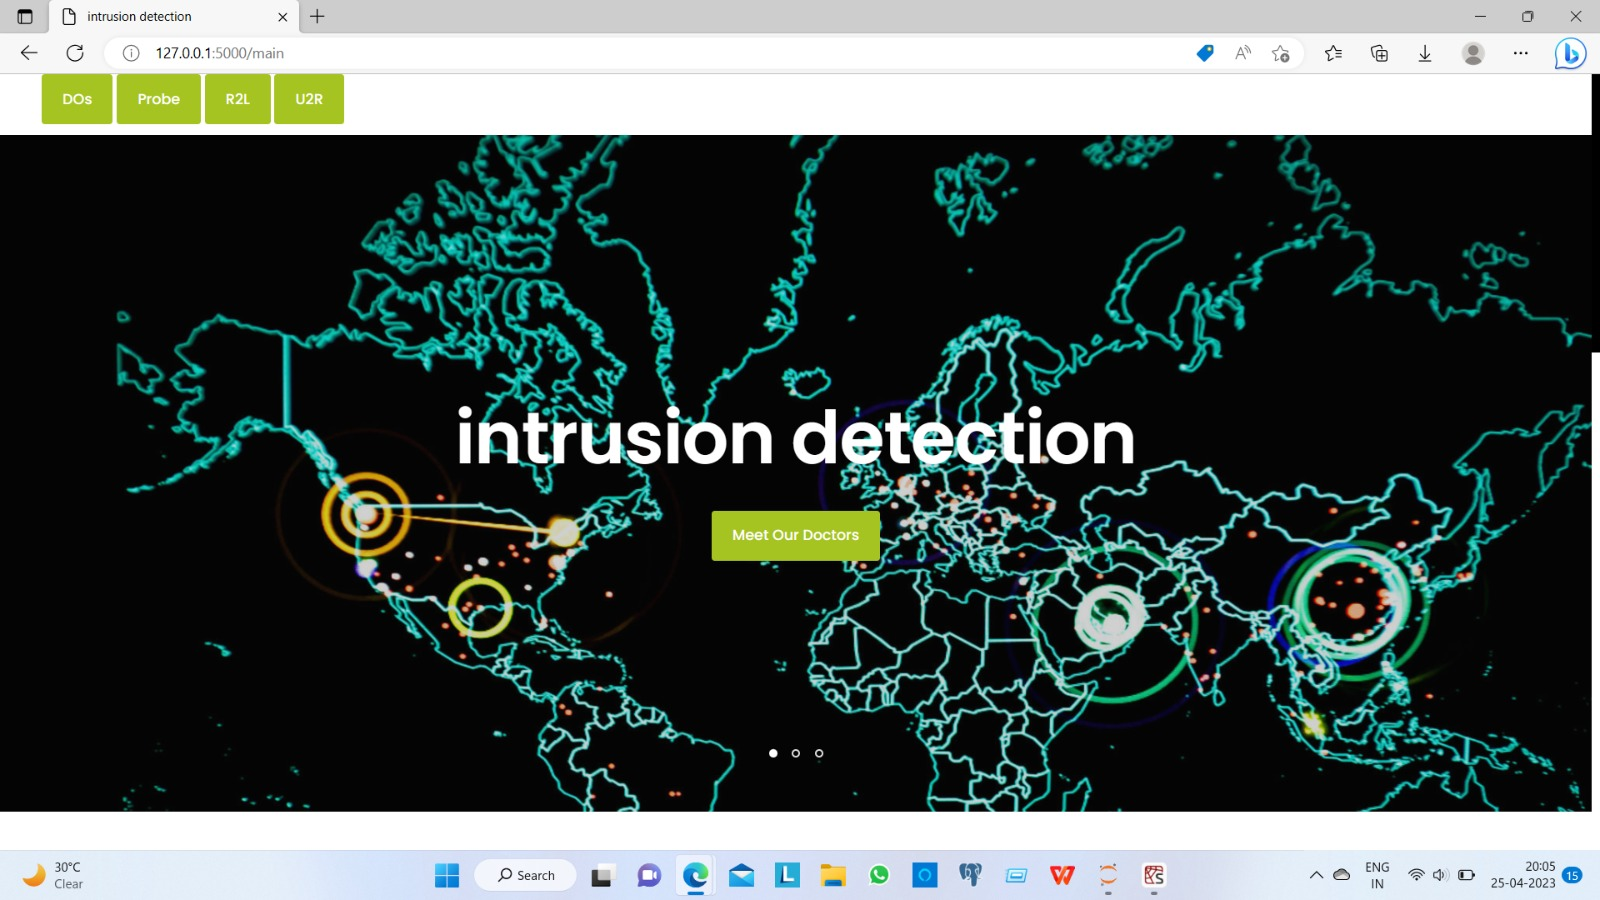 intrusion detection
127.0.0.1:5000/main
DOs
Probe
R2L
U2R
intrusion detection
Meet Our Doctors
30°C
Clear
Search
ENG
IN
20:05
25-04-2023
15